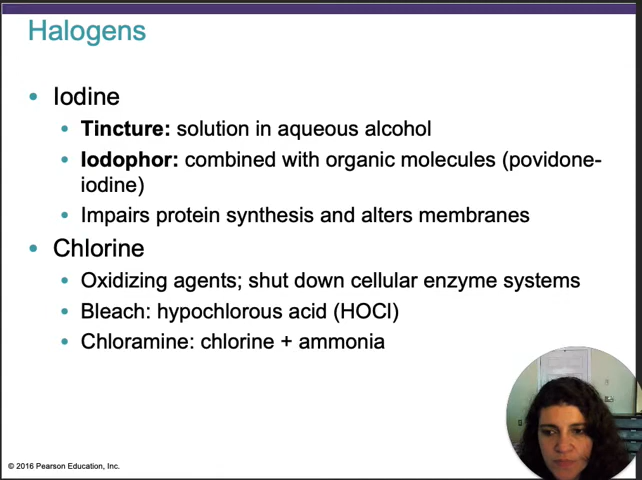 Halogens
• Iodine
• Tincture: solution in aqueous alcohol
• Iodophor: combined with organic molecules (povidone-
iodine)
• Impairs protein synthesis and alters membranes
• Chlorine
• Oxidizing agents; shut down cellular enzyme systems
• Bleach: hypochlorous acid (HOCl)
• Chloramine: chlorine + ammonia
© 2016 Pearson Education, Inc.